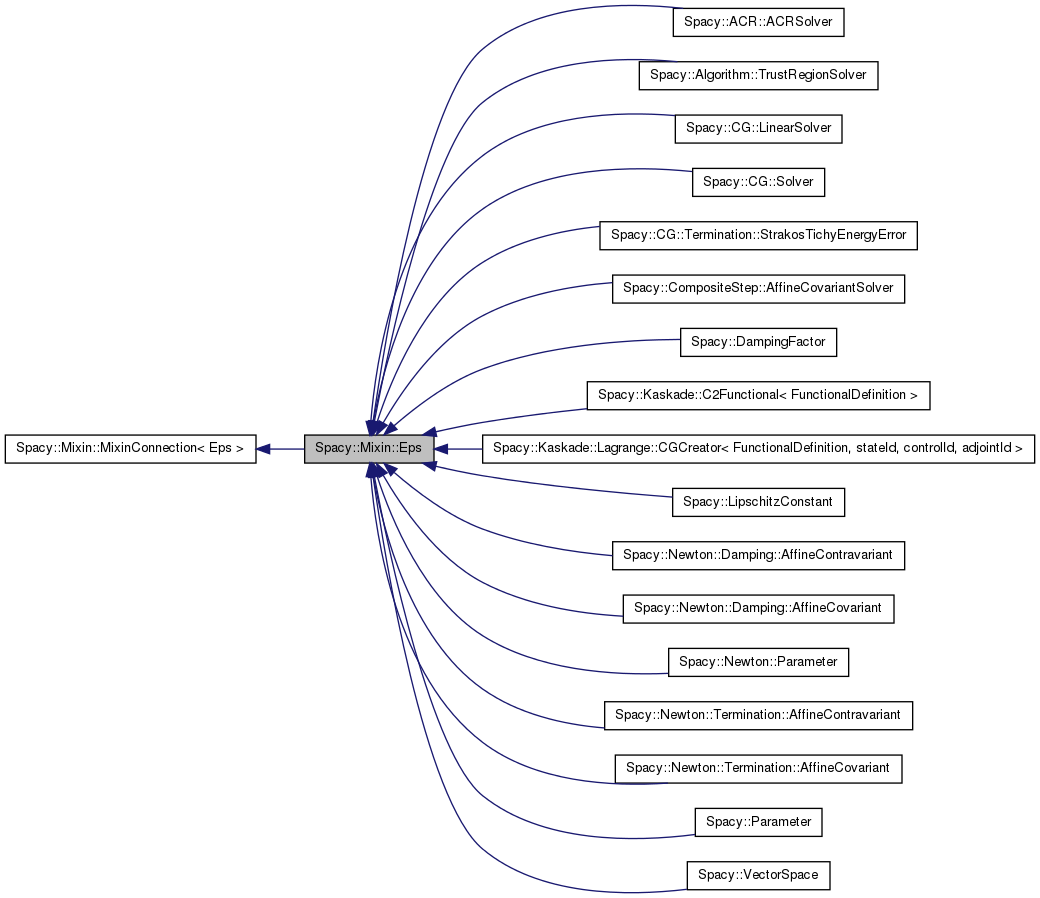 Spacy::ACR::ACRSolver
Spacy::Algorithm::TrustRegionSolver
Spacy::CG::LinearSolver
Spacy::CG::Solver
Spacy::CG::Termination::StrakosTichyEnergyError
Spacy::CompositeStep::AffineCovariantSolver
Spacy::DampingFactor
Spacy::Kaskade::C2Functional< FunctionalDefinition >
Spacy::Mixin::MixinConnection< Eps >
Spacy::Mixin::Eps
Spacy::Kaskade::Lagrange::CGCreator< FunctionalDefinition, stateId, controlId, adjointId >
Spacy::LipschitzConstant
Spacy::Newton::Damping::AffineContravariant
Spacy::Newton::Damping::AffineCovariant
Spacy::Newton::Parameter
Spacy::Newton::Termination::AffineContravariant
Spacy::Newton::Termination::AffineCovariant
Spacy::Parameter
Spacy::VectorSpace